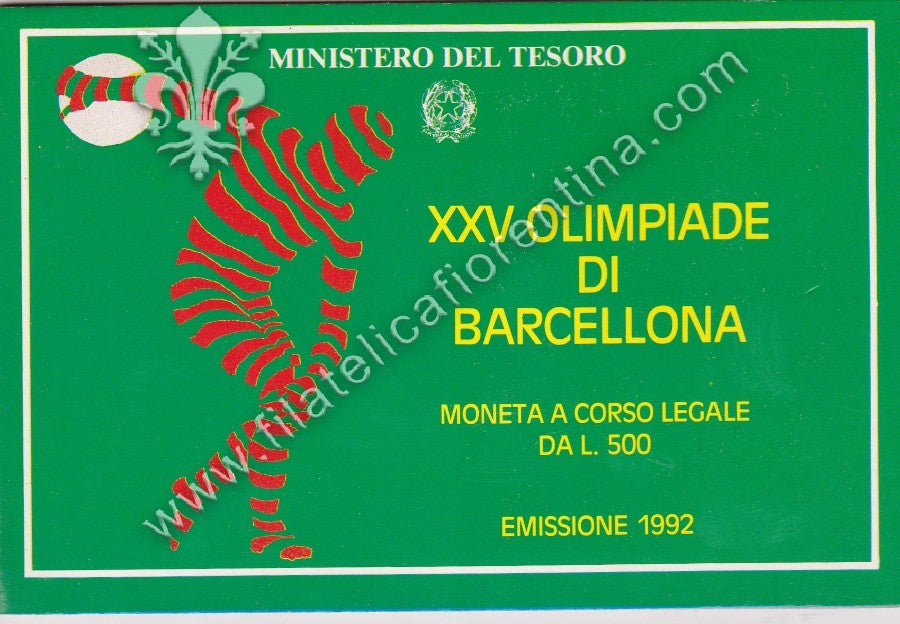 MINISTERO DEL TESORO
XXV OLIMPIADE
DI
BARCELLONA
MONETA A CORSO LEGALE
DA L. 500
EMISSIONE 1992
www.filatelicafiorentina.com